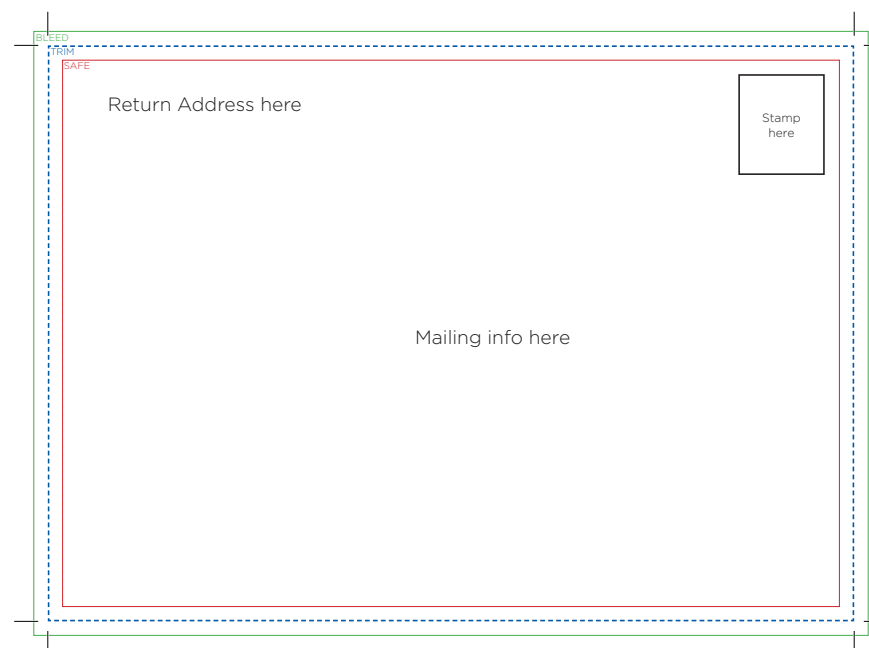 BLEED
TRIM
SAFE
Return Address here
Stamp
here
Mailing info here